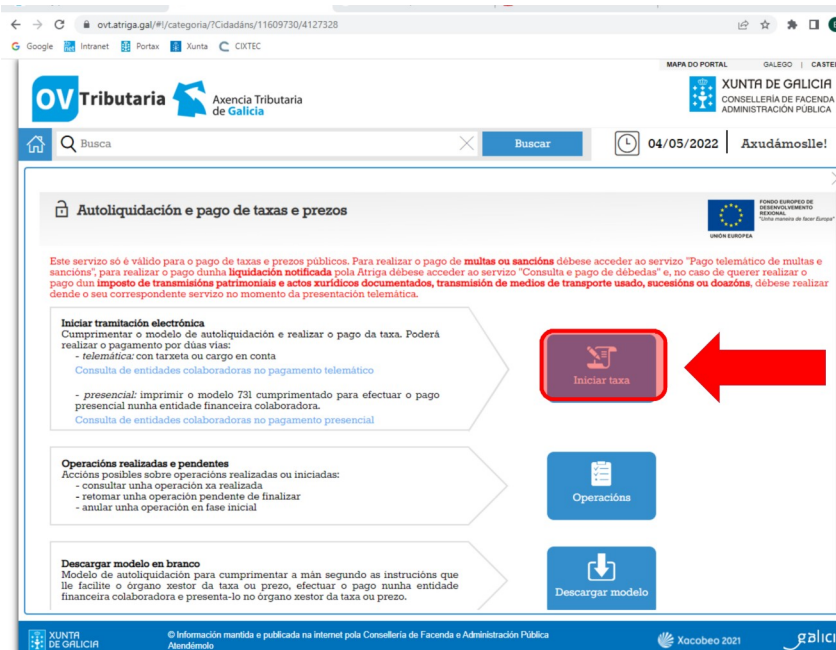 ovt.atriga.gal/#!/categoria/?Cidadáns/11609730/4127328
Google Intranet Portax Xunta CIXTEC
MAPA DO PORTAL GALEGO |
OV Tributaria
Axencia Tributaria
de Galicia
XUNTA DE GALICIA
CONSELLERÍA DE FACENDA
ADMINISTRACIÓN PÚBLICA
Busca
Buscar
04/05/2022
Axudámoslle!
Autoliquidación e pago de taxas e prezos
UNIÓN EUROPEA
FONDO EUROPEO DE
DESENVOLVEMENTO
REXIONAL
"Unha maneira de facer Europa"
Este servizo só é válido para o pago de taxas e prezos públicos. Para realizar o pago de multas ou sancións débese acceder ao servizo "Pago telemático de multas e
sancións", para realizar o pago dunha liquidación notificada pola Atriga débese acceder ao servizo "Consulta e pago de débedas" e, no caso de querer realizar o
pago dun imposto de transmisións patrimoniais e actos xurídicos documentados, transmisión de medios de transporte usado, sucesións ou doazóns, débese realizar
dende o seu correspondente servizo no momento da presentación telemática.
Iniciar tramitación electrónica
Cumprimentar o modelo de autoliquidación e realizar o pago da taxa. Poderá
realizar o pagamento por dúas vías:
- telemática: con tarxeta ou cargo en conta
Consulta de entidades colaboradoras no pagamento telemático
- presencial: imprimir o modelo 731 cumprimentado para efectuar o pago
presencial nunha entidade financeira colaboradora.
Consulta de entidades colaboradoras no pagamento presencial
Iniciar taxa
Operacións realizadas e pendentes
Accións posibles sobre operacións realizadas ou iniciadas:
- consultar unha operación xa realizada
- retomar unha operación pendente de finalizar
- anular unha operación en fase inicial
Operacións
Descargar modelo en branco
Modelo de autoliquidación para cumprimentar a mán segundo as instrucións que
lle facilite o órgano xestor da taxa ou prezo, efectuar o pago nunha entidade
financeira colaboradora e presenta-lo no órgano xestor da taxa ou prezo.
Descargar modelo
XUNTA
DE GALICIA
© Información mantida e publicada na internet pola Consellería de Facenda e Administración Pública
Atendémolo
Xacobeo 2021